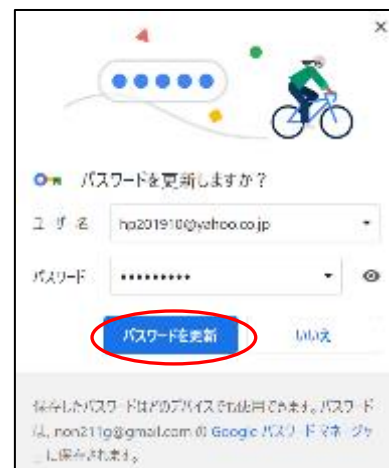 パスワードを更新しますか？
ユーザー名 hp201910@yahoo.co.jp
パスワード •••••••••
パスワードを更新 いいえ
保存したパスワードはどのデバイスでも使用できます。パスワード
は、non211g@gmail.com の Google パスワード マネージャ
ーに保存されます。